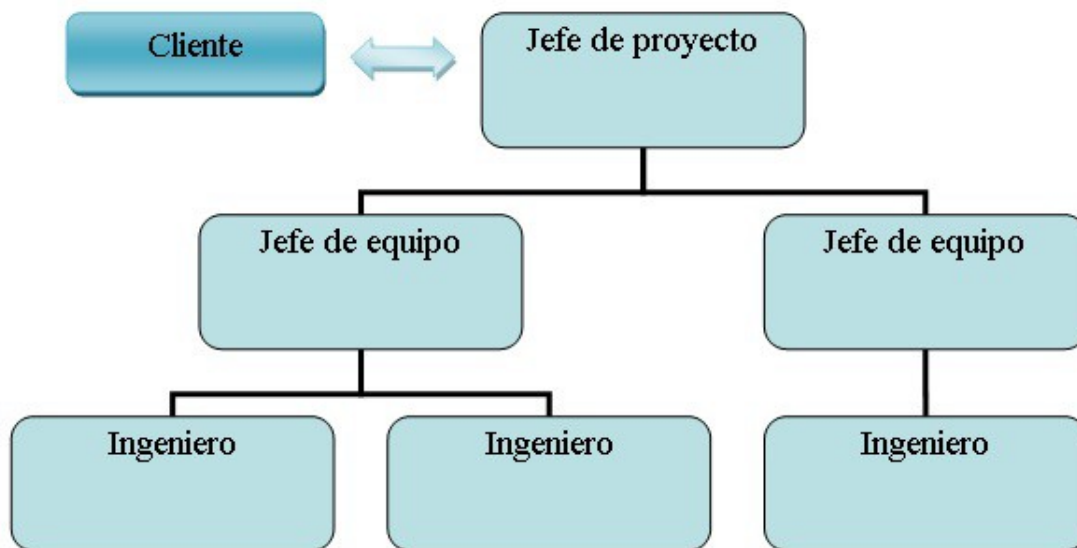 Cliente
Jefe de proyecto
Jefe de equipo
Jefe de equipo
Ingeniero
Ingeniero
Ingeniero